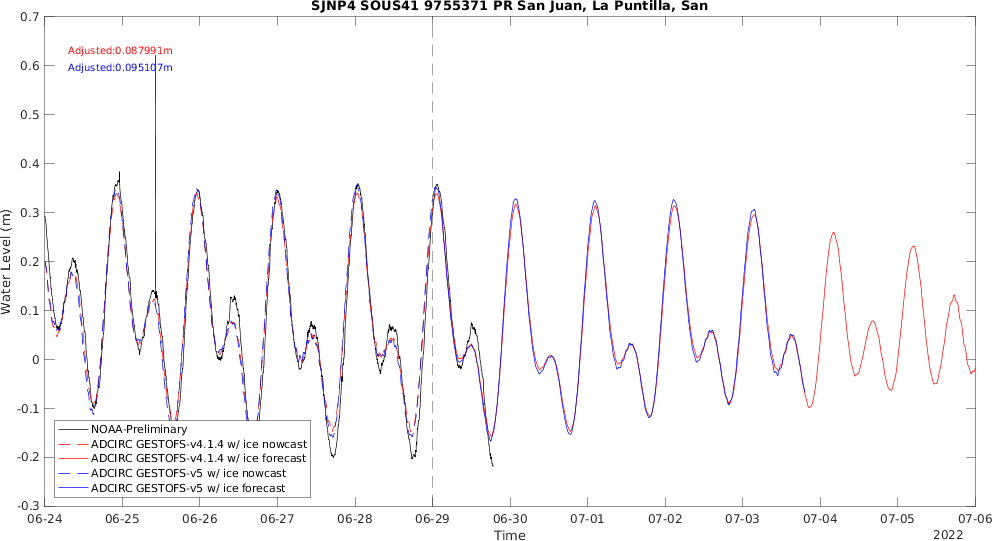 SJNP4 SOUS41 9755371 PR San Juan, La Puntilla, San
Water Level (m)
0.7
0.6
0.5
0.4
0.3
0.2
0.1
0
-0.1
-0.2
-0.3
Adjusted:0.087991m
Adjusted:0.095107m
NOAA-Preliminary
ADCIRC GESTOFS-v4.1.4 w/ ice nowcast
ADCIRC GESTOFS-v4.1.4 w/ ice forecast
ADCIRC GESTOFS-v5 w/ ice nowcast
ADCIRC GESTOFS-v5 w/ ice forecast
06-24 06-25 06-26 06-27 06-28 06-29 06-30 07-01 07-02 07-03 07-04 07-05 07-06
Time
2022